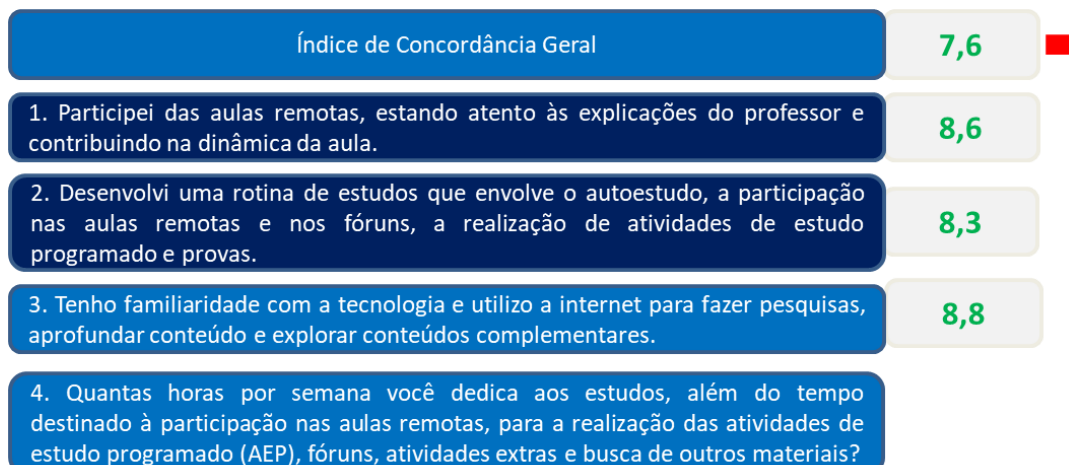 Índice de Concordância Geral 7,6
1. Participei das aulas remotas, estando atento às explicações do professor e
contribuindo na dinâmica da aula.
8,6
2. Desenvolvi uma rotina de estudos que envolve o autoestudo, a participação
nas aulas remotas e nos fóruns, a realização de atividades de estudo
programado e provas.
8,3
3. Tenho familiaridade com a tecnologia e utilizo a internet para fazer pesquisas,
aprofundar conteúdo e explorar conteúdos complementares.
8,8
4. Quantas horas por semana você dedica aos estudos, além do tempo
destinado à participação nas aulas remotas, para a realização das atividades de
estudo programado (AEP), fóruns, atividades extras e busca de outros materiais?